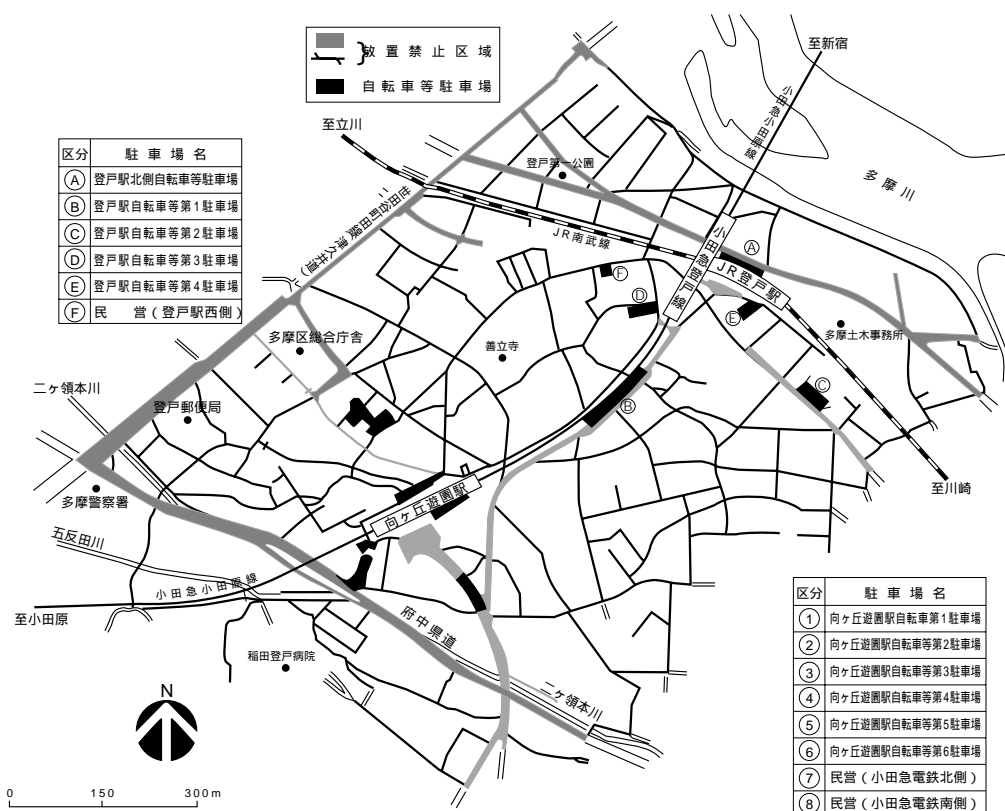 放置禁止区域
自転車等駐車場
区分 駐車場名
Ⓐ 登戸駅北側自転車等駐車場
Ⓑ 登戸駅自転車等第1駐車場
Ⓒ 登戸駅自転車等第2駐車場
Ⓓ 登戸駅自転車等第3駐車場
Ⓔ 登戸駅自転車等第4駐車場
Ⓕ 民営(登戸駅西側)
至新宿
小田急小田原線
至立川
登戸第一公園
多摩川
世田谷町田線
(津久井道)
JR南武線
小田急登戸線
JR登戸駅
Ⓐ
Ⓕ
Ⓓ
Ⓔ
多摩土木事務所
多摩区総合庁舎
善立寺
Ⓒ
Ⓑ
二ヶ領本川
登戸郵便局
至川崎
多摩警察署
向ヶ丘遊園駅
五反田川
小田急小田原線
至小田原
府中県道
稲田登戸病院
二ヶ領本川
N
0 150 300m
区分 駐車場名
① 向ヶ丘遊園駅自転車第1駐車場
② 向ヶ丘遊園駅自転車等第2駐車場
③ 向ヶ丘遊園駅自転車等第3駐車場
④ 向ヶ丘遊園駅自転車等第4駐車場
⑤ 向ヶ丘遊園駅自転車等第5駐車場
⑥ 向ヶ丘遊園駅自転車等第6駐車場
⑦ 民営(小田急電鉄北側)
⑧ 民営(小田急電鉄南側)